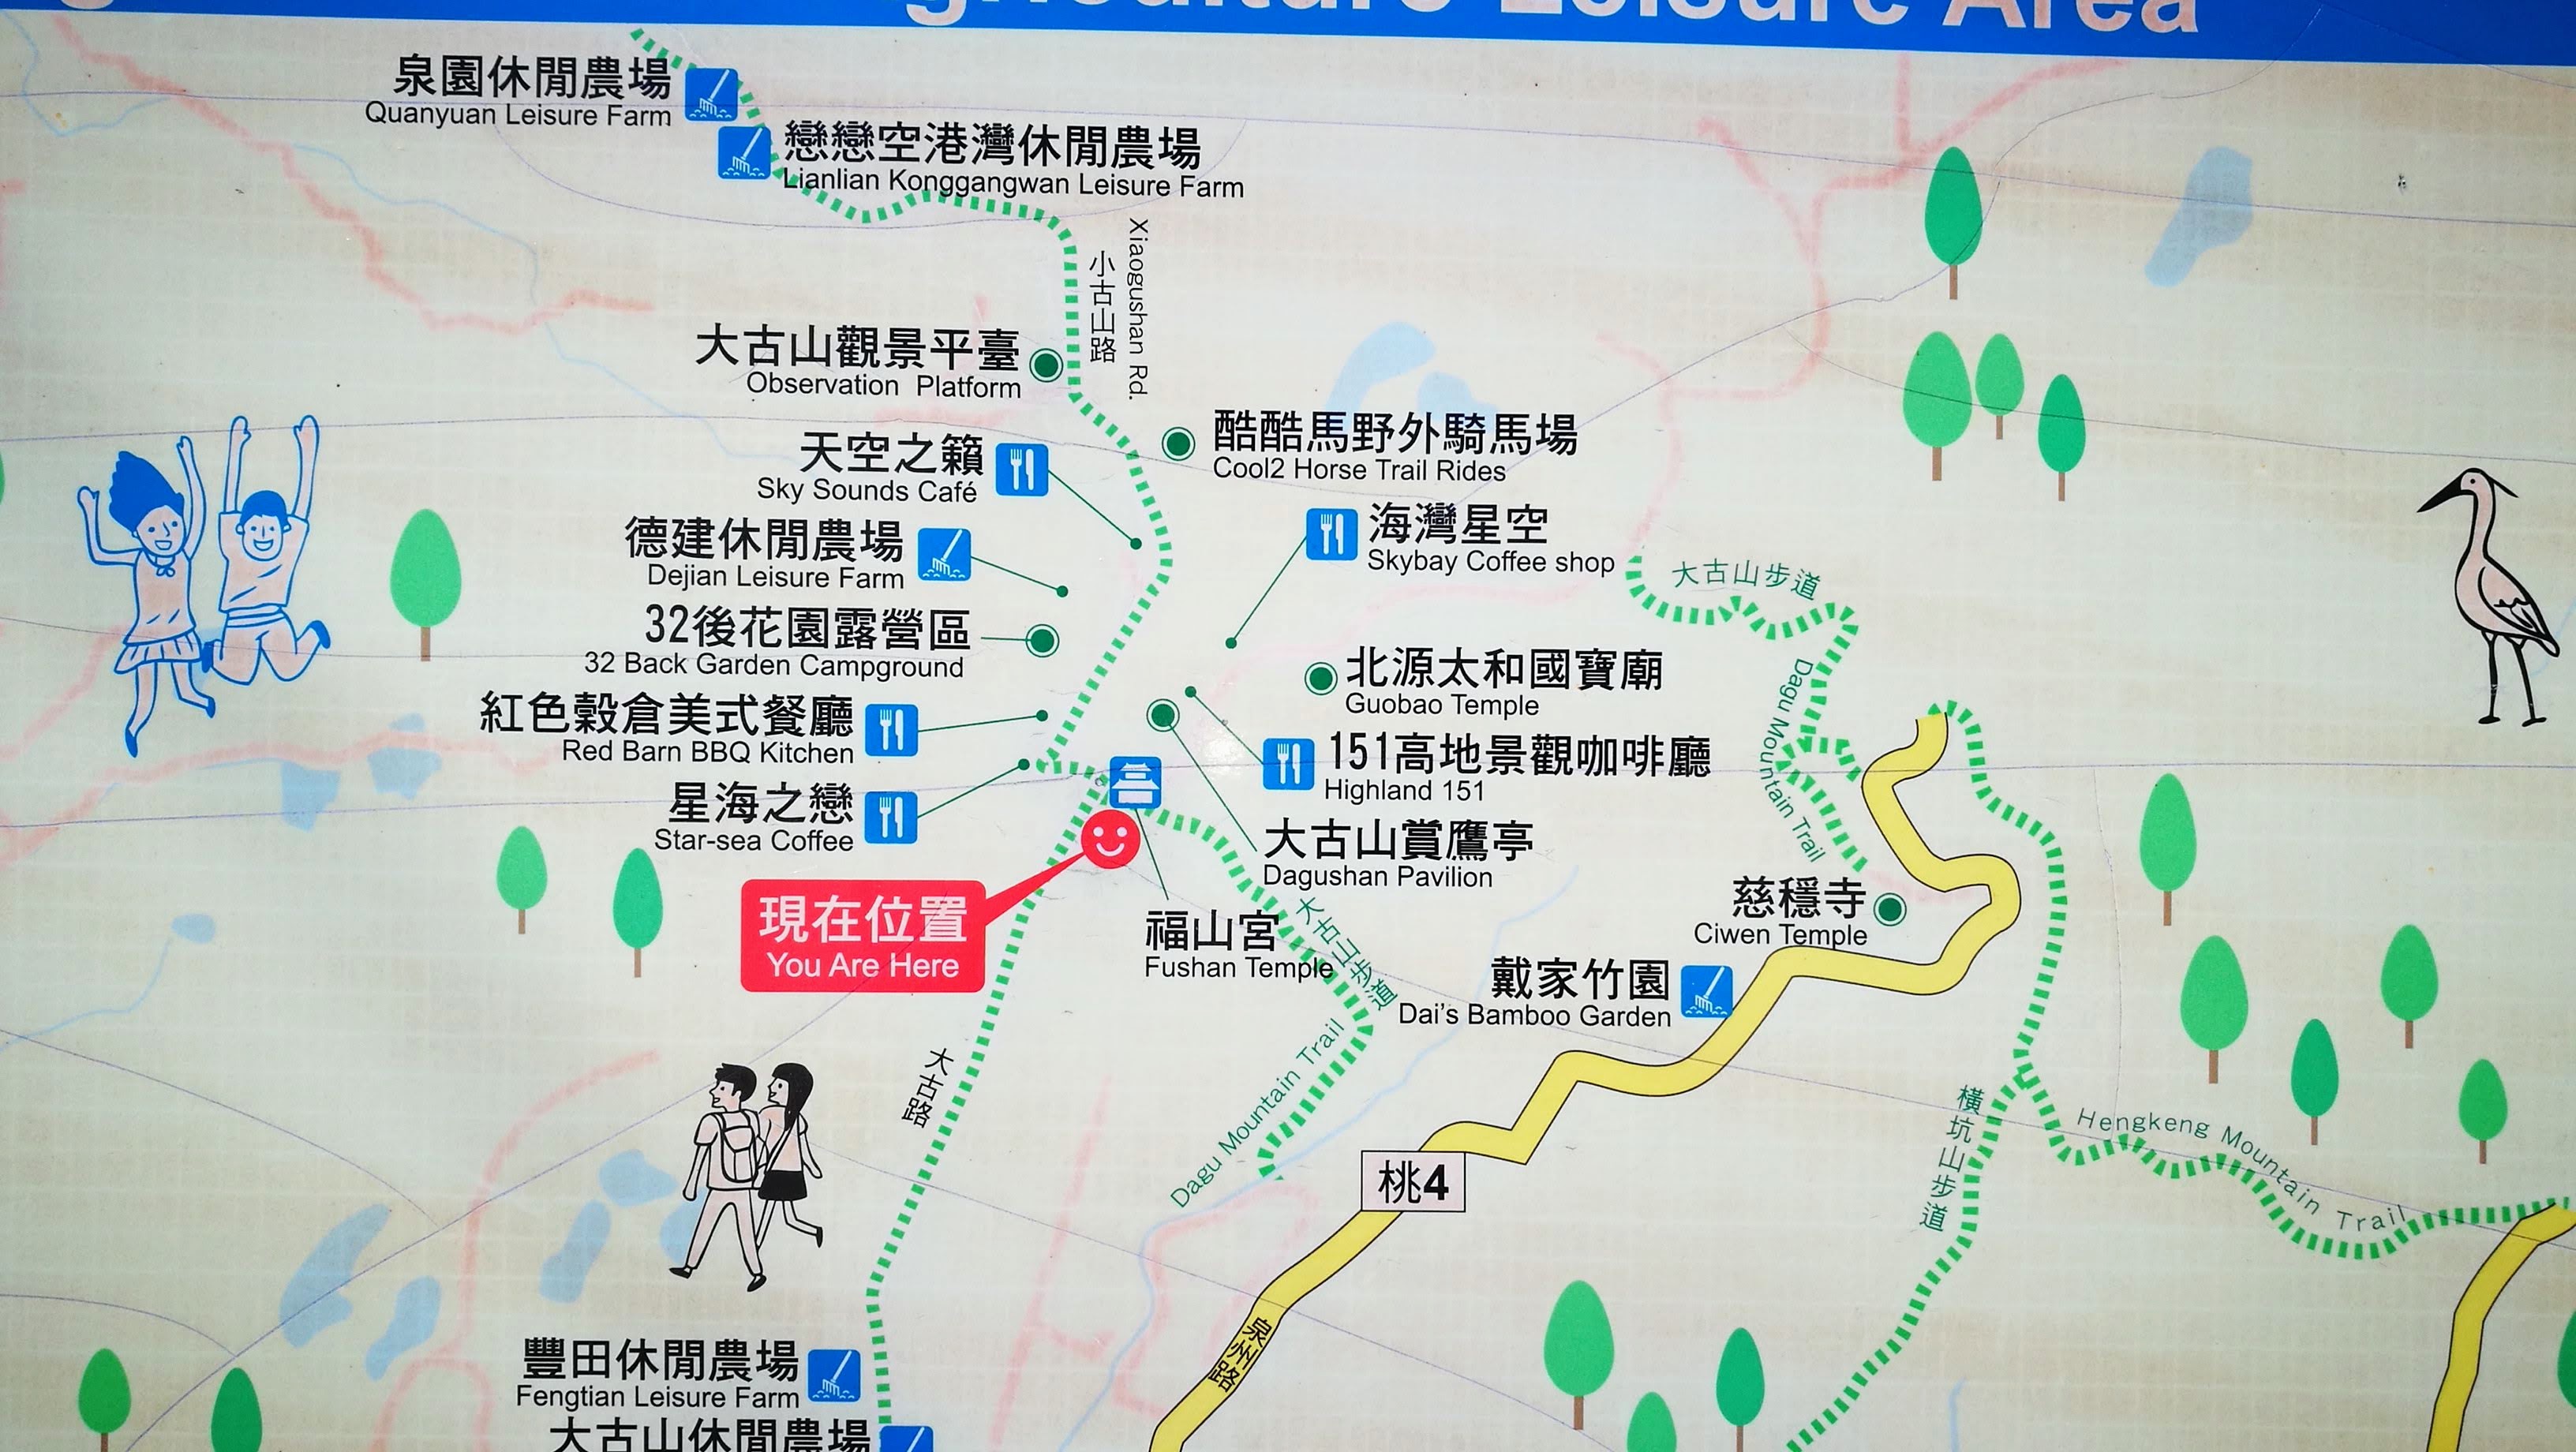 Agriculture Leisure Area
泉園休閒農場
Quanyuan Leisure Farm
戀戀空港灣休閒農場
Lianlian Konggangwan Leisure Farm
小古山路
Xiaogushan Rd.
大古山觀景平臺
Observation Platform
酷酷馬野外騎馬場
Cool2 Horse Trail Rides
天空之籟
Sky Sounds Café
海灣星空
Skybay Coffee shop
德建休閒農場
Dejian Leisure Farm
大古山步道
Dagu Mountain Trail
32後花園露營區
32 Back Garden Campground
北源太和國寶廟
Guobao Temple
紅色穀倉美式餐廳
Red Barn BBQ Kitchen
151高地景觀咖啡廳
Highland 151
星海之戀
Star-sea Coffee
大古山賞鷹亭
Dagushan Pavilion
現在位置
You Are Here
福山宮
Fushan Temple
大古山步道
Dagu Mountain Trail
慈穩寺
Ciwen Temple
戴家竹園
Dai's Bamboo Garden
大古路
橫坑山步道
Hengkeng Mountain Trail
桃4
泉州路
豐田休閒農場
Fengtian Leisure Farm
大古山休閒農場